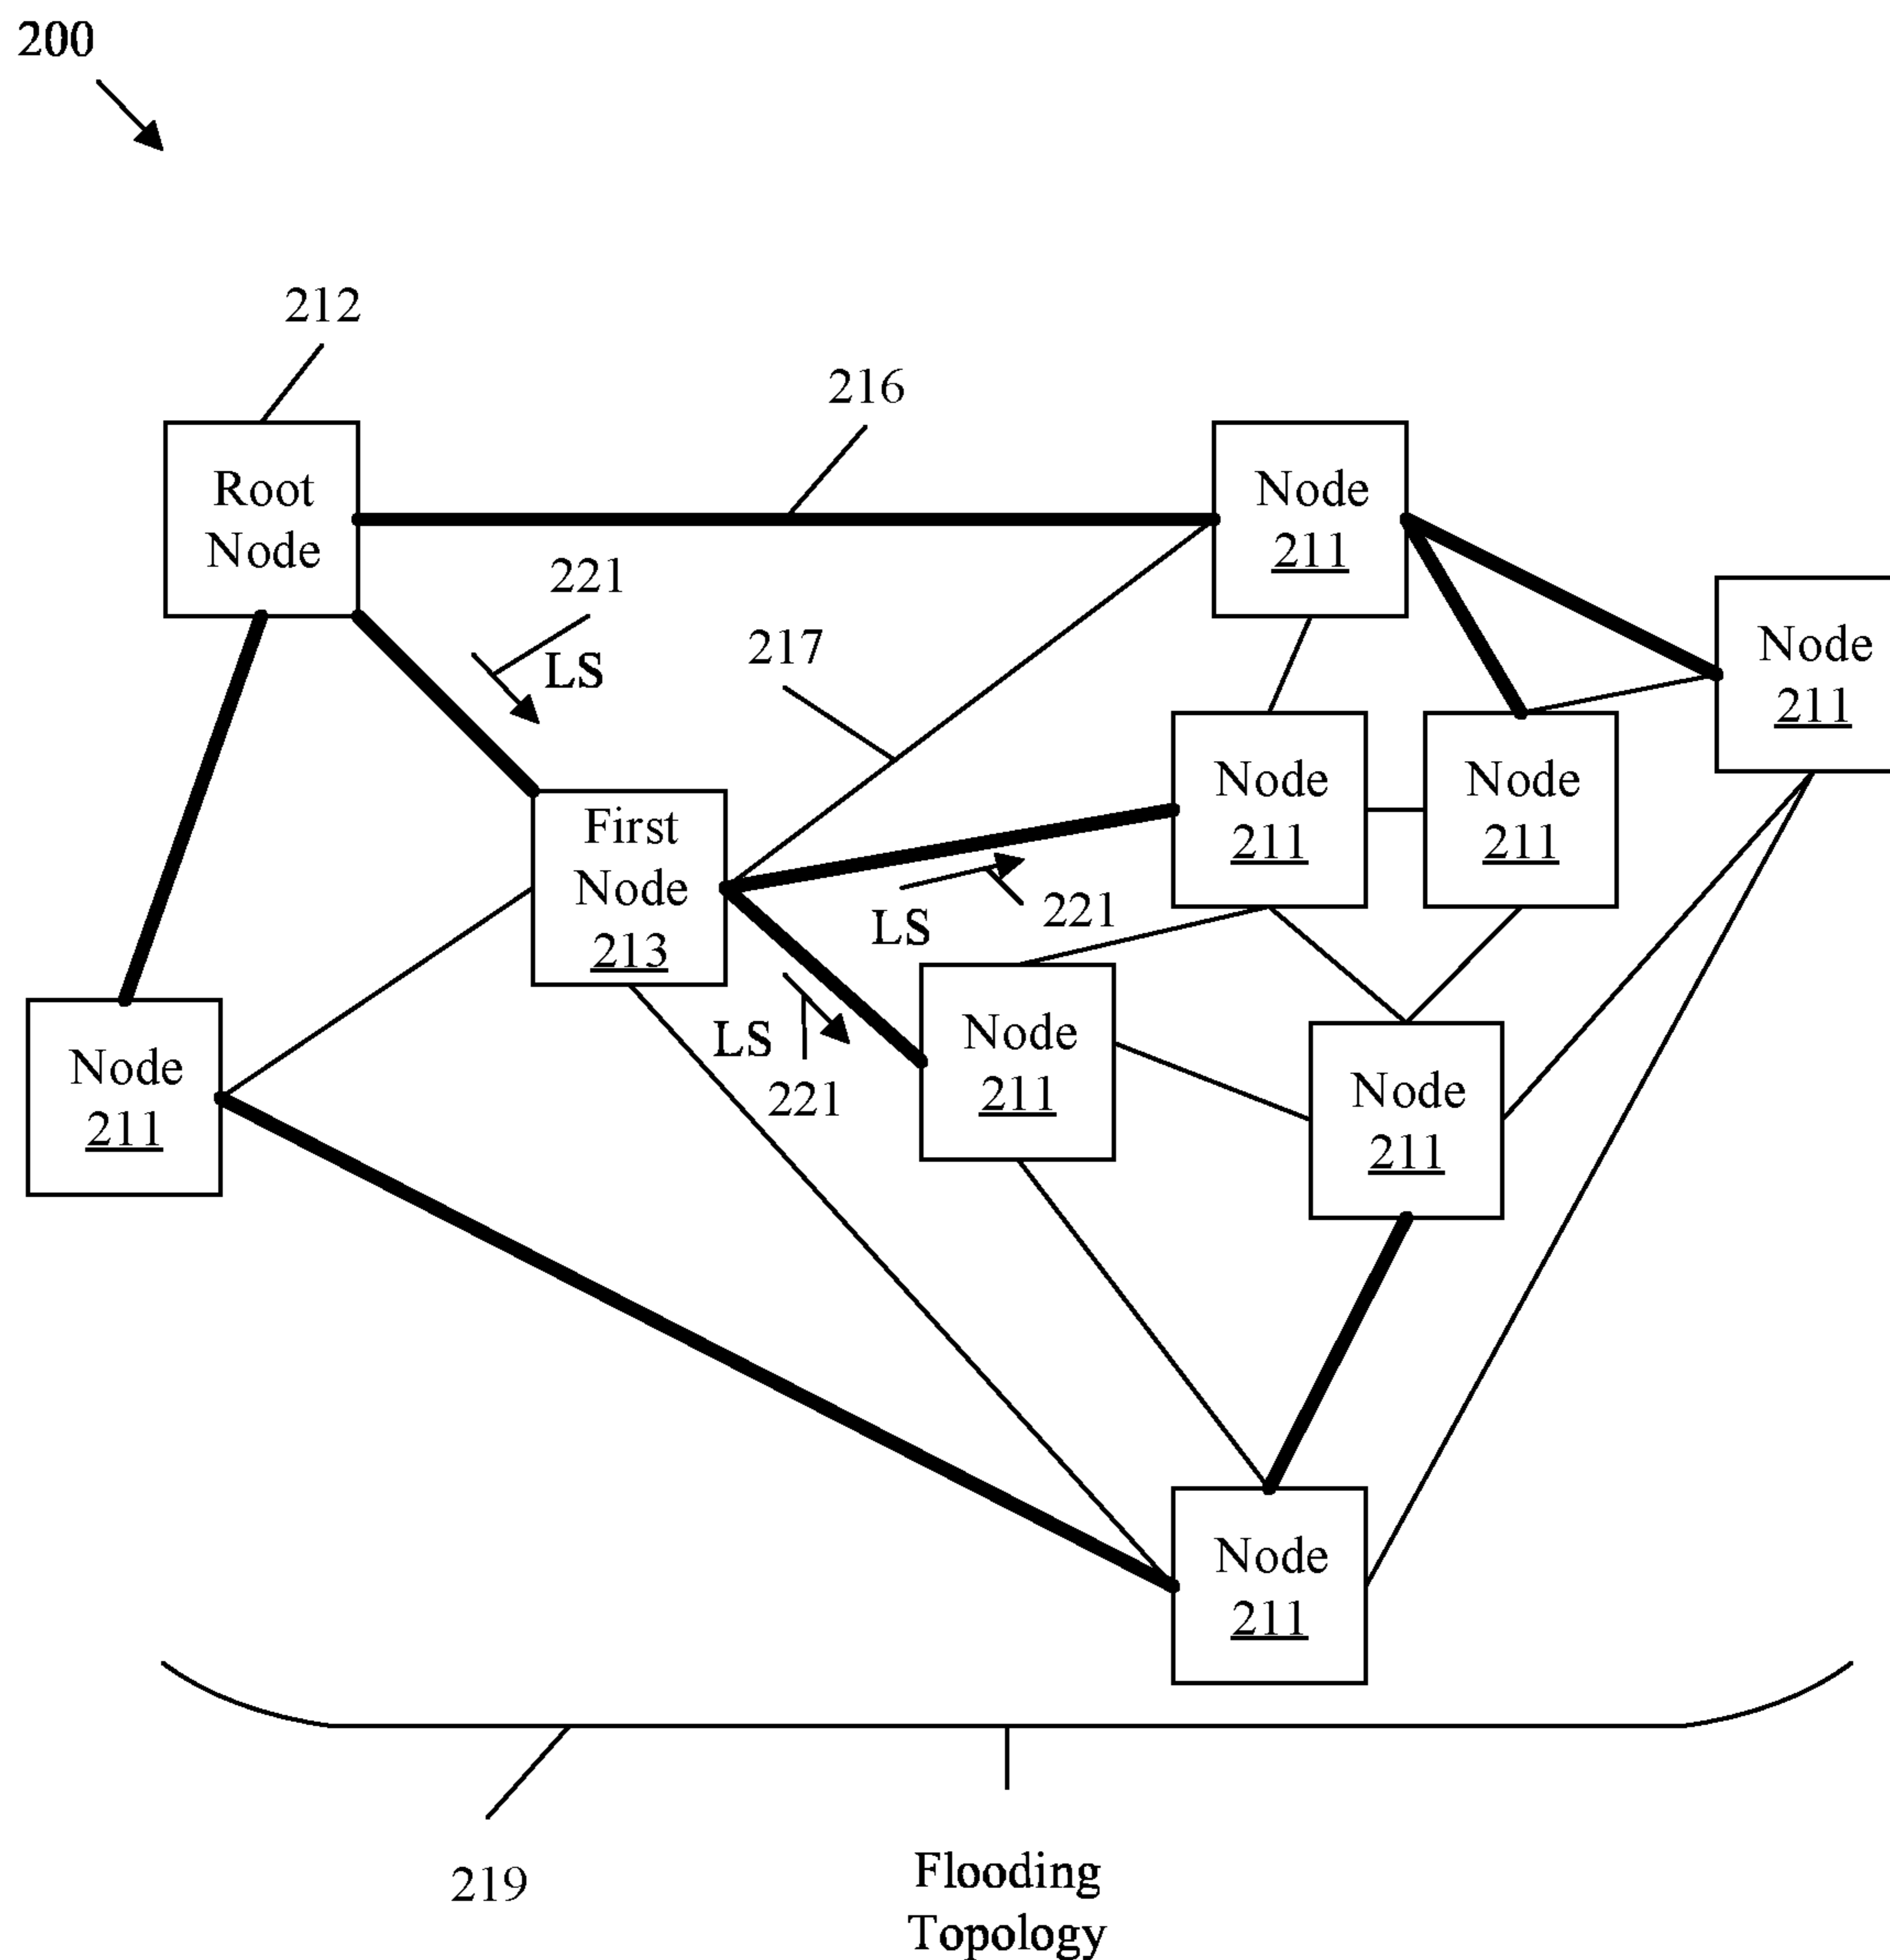 200
212
216
Root
Node
Node
211
221
LS
217
Node
211
First
Node
213
Node
211
Node
211
221
LS
LS
221
Node
211
Node
211
Node
211
Node
211
219
Flooding
Topology